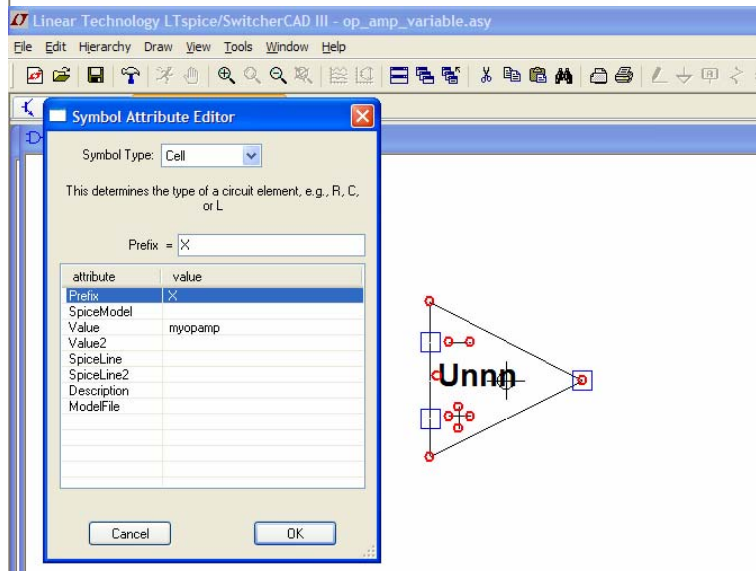 Linear Technology LTspice/SwitcherCAD III - op_amp_variable.asy
File Edit Hierarchy Draw View Tools Window Help
Symbol Attribute Editor
Symbol Type: Cell
This determines the type of a circuit element, e.g., R, C,
or L
Prefix = X
attribute value
Prefix X
SpiceModel
Value myopamp
Value2
SpiceLine
SpiceLine2
Description
ModelFile
Unnn
Cancel OK